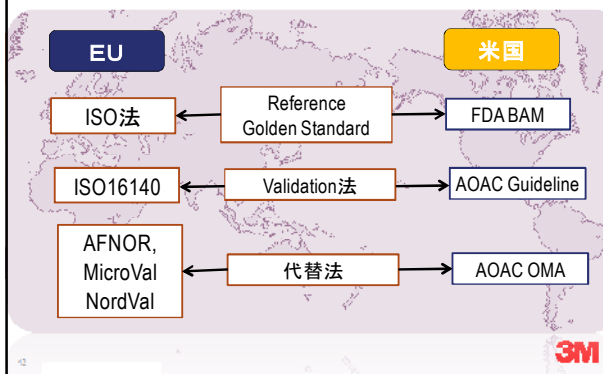 EU
米国
ISO法
Reference
Golden Standard
FDA BAM
ISO16140
Validation法
AOAC Guideline
AFNOR,
MicroVal
NordVal
代替法
AOAC OMA
3M